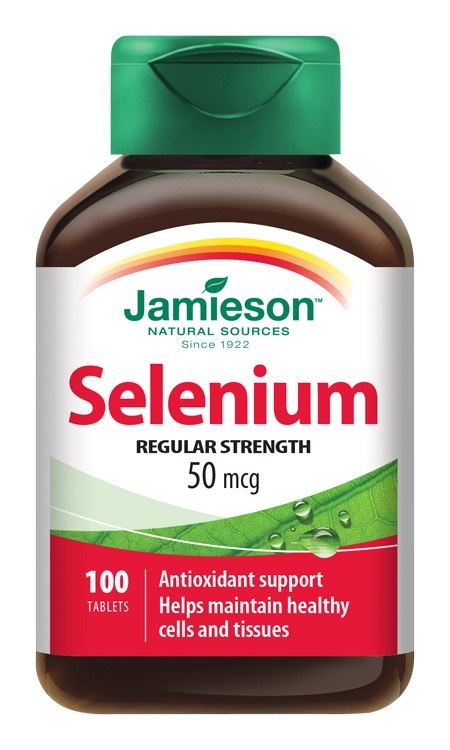 Jamieson™
NATURAL SOURCES
Since 1922
Selenium
REGULAR STRENGTH
50 mcg
100
TABLETS
Antioxidant support
Helps maintain healthy
cells and tissues